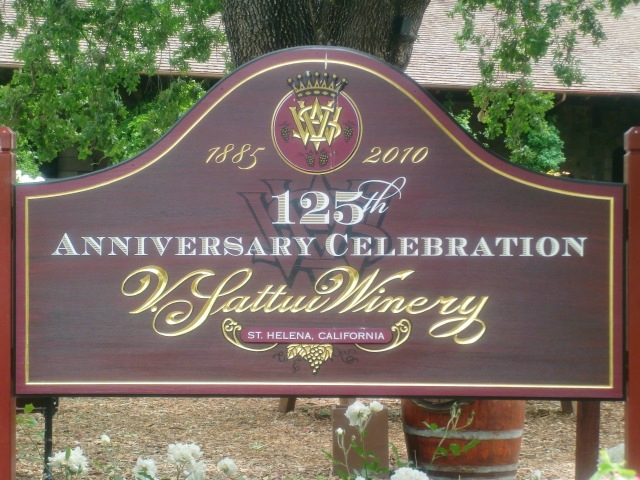 1885 2010
125th
ANNIVERSARY CELEBRATION
V. Sattui Winery
ST. HELENA, CALIFORNIA